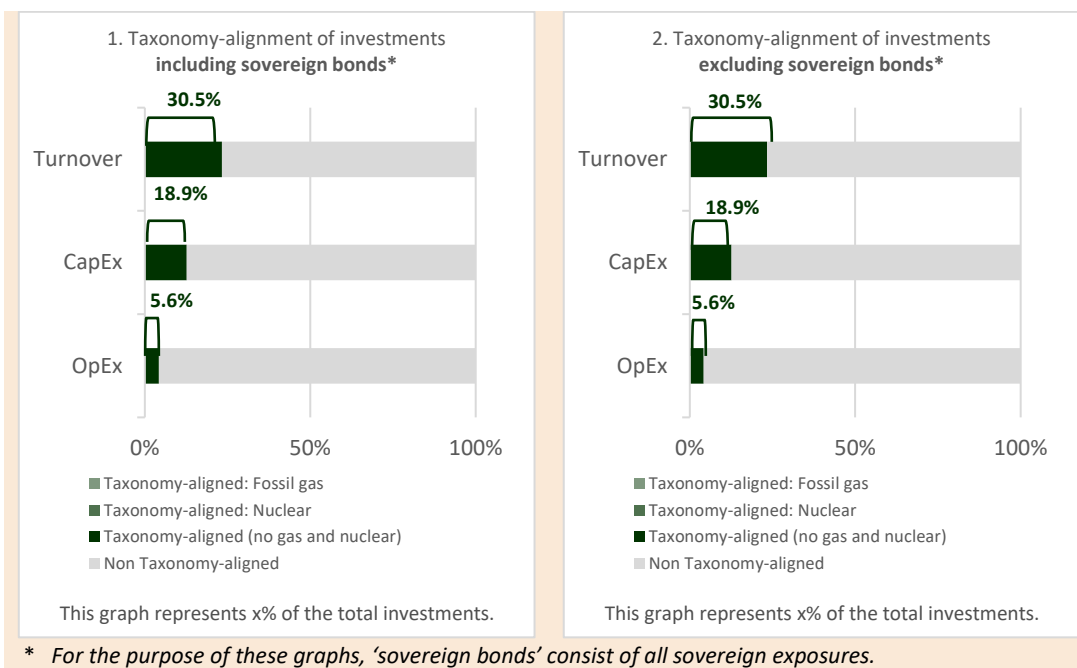 1. Taxonomy-alignment of investments
including sovereign bonds*
30.5%
Turnover
18.9%
CapEx
5.6%
OpEx
0% 50% 100%
Taxonomy-aligned: Fossil gas
Taxonomy-aligned: Nuclear
Taxonomy-aligned (no gas and nuclear)
Non Taxonomy-aligned
This graph represents x% of the total investments.
2. Taxonomy-alignment of investments
excluding sovereign bonds*
30.5%
Turnover
18.9%
CapEx
5.6%
OpEx
0% 50% 100%
Taxonomy-aligned: Fossil gas
Taxonomy-aligned: Nuclear
Taxonomy-aligned (no gas and nuclear)
Non Taxonomy-aligned
This graph represents x% of the total investments.
* For the purpose of these graphs, ‘sovereign bonds’ consist of all sovereign exposures.